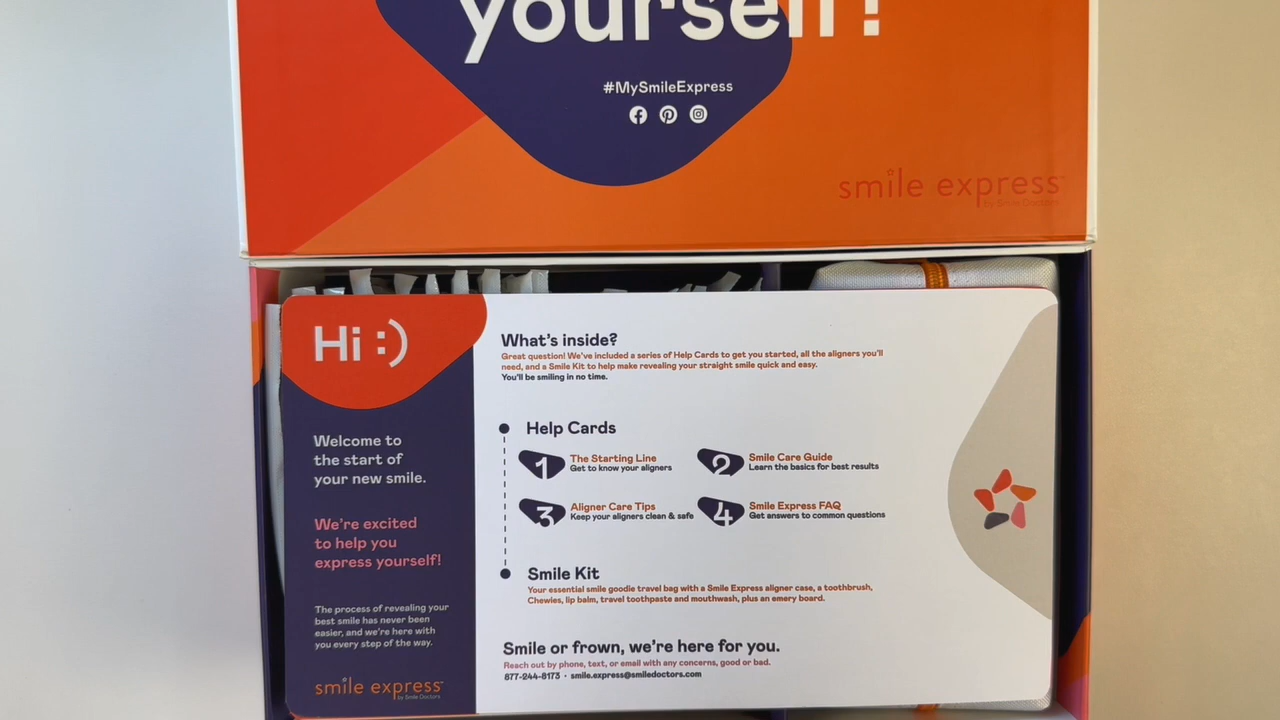 yourself!
#MySmileExpress
smile express
by Smile Doctors
Hi :)
Welcome to
the start of
your new smile.
We're excited
to help you
express yourself!
The process of revealing your
best smile has never been
easier, and we're here with
you every step of the way.
smile express
by Smile Doctors
What's inside?
Great question! We've included a series of Help Cards to get you started, all the aligners you'll
need, and a Smile Kit to help make revealing your straight smile quick and easy.
You'll be smiling in no time.
Help Cards
1 The Starting Line
Get to know your aligners
2 Smile Care Guide
Learn the basics for best results
3 Aligner Care Tips
Keep your aligners clean & safe
4 Smile Express FAQ
Get answers to common questions
Smile Kit
Your essential smile goodie travel bag with a Smile Express aligner case, a toothbrush,
Chewies, lip balm, travel toothpaste and mouthwash, plus an emery board.
Smile or frown, we're here for you.
Reach out by phone, text, or email with any concerns, good or bad.
877-244-8173 · smile.express@smiledoctors.com